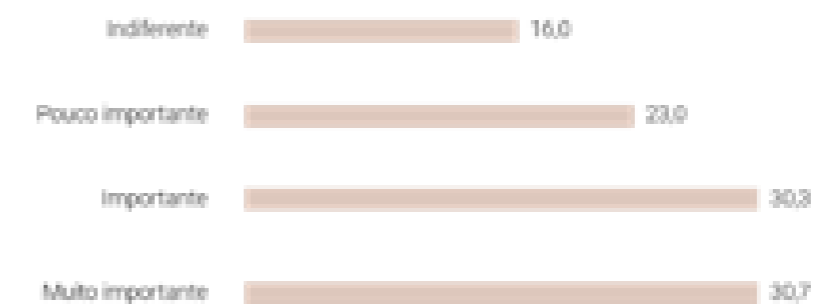 Indiferente 16,0
Pouco importante 23,0
Importante 30,3
Muito importante 30,7